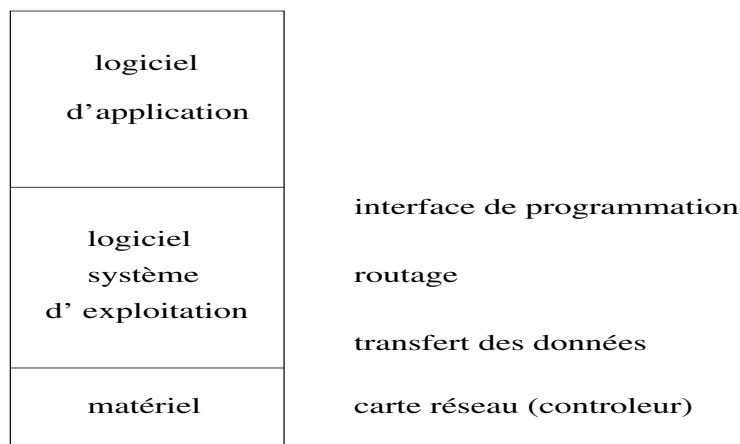 logiciel
d'application
interface de programmation
logiciel
système
routage
d' exploitation
transfert des données
matériel
carte réseau (controleur)